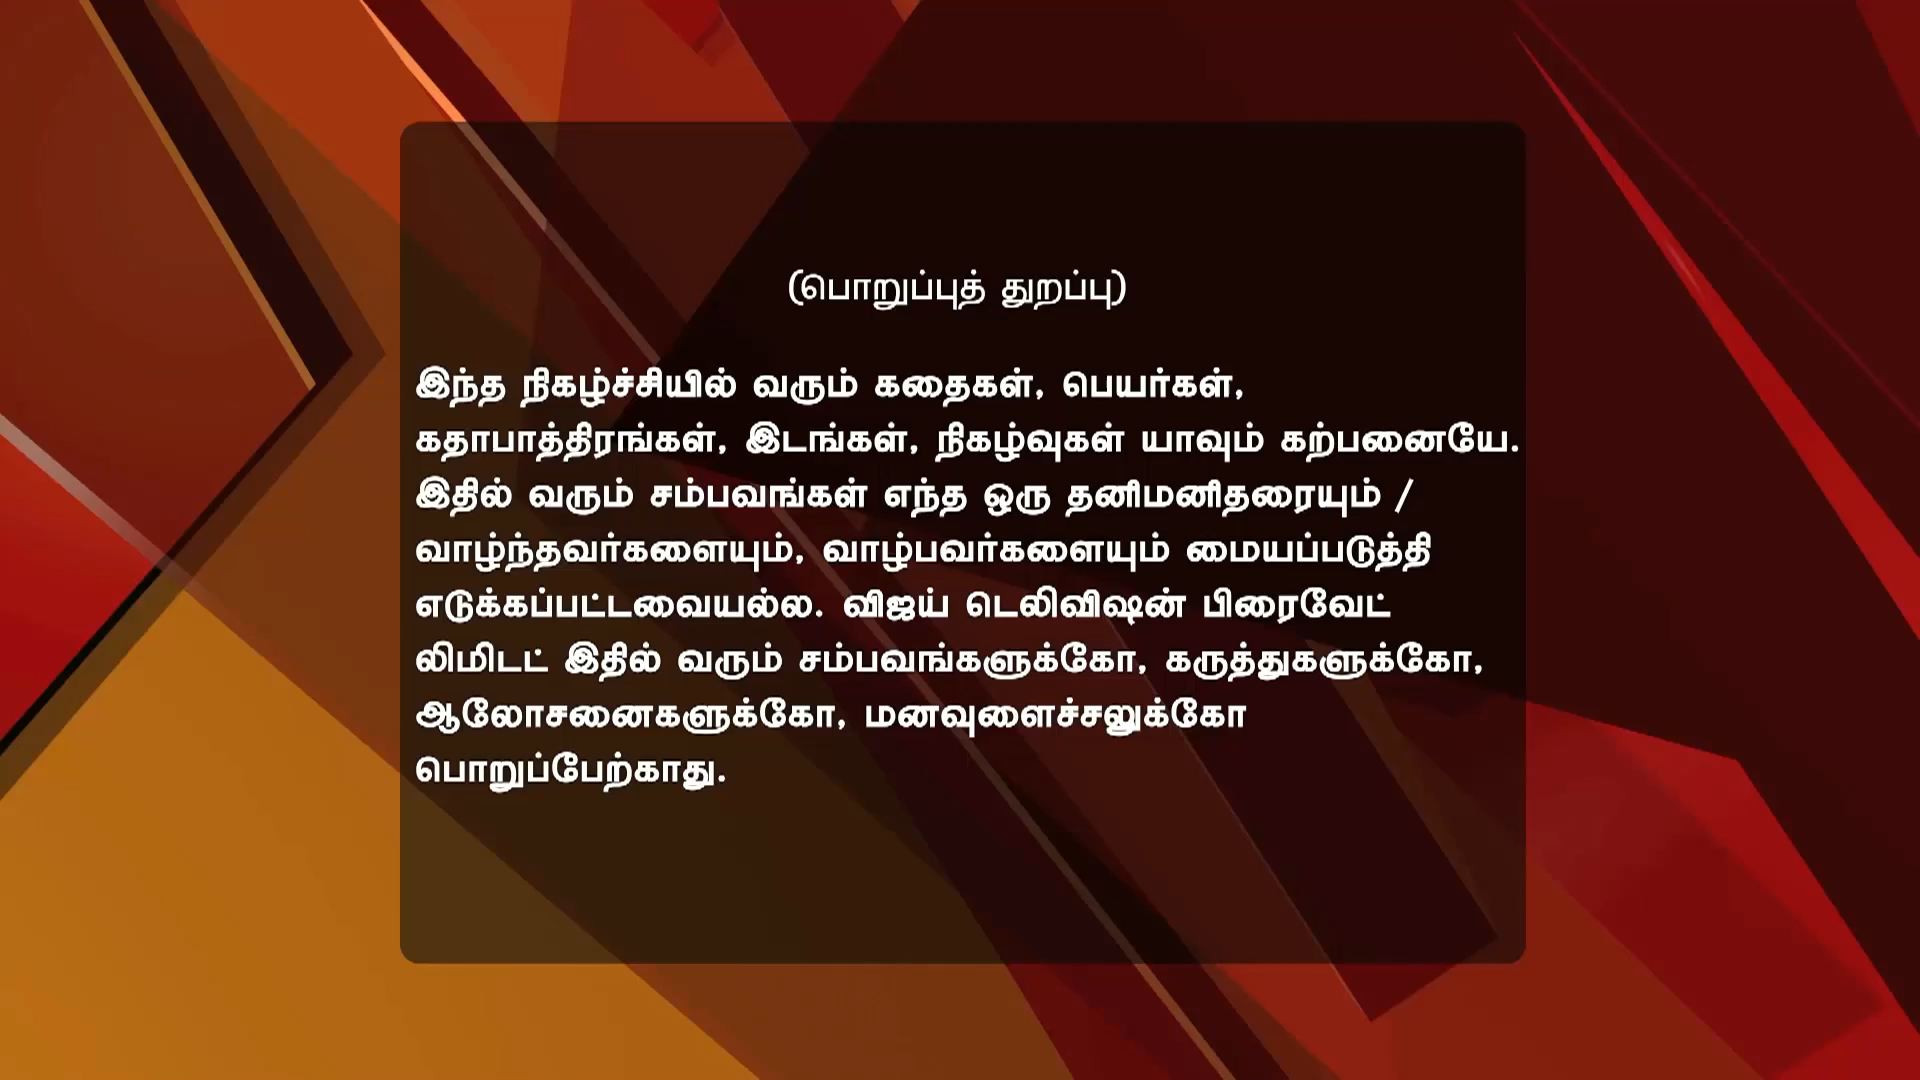 (பொறுப்புத் துறப்பு)
இந்த நிகழ்ச்சியில் வரும் கதைகள், பெயர்கள்,
கதாபாத்திரங்கள், இடங்கள், நிகழ்வுகள் யாவும் கற்பனையே.
இதில் வரும் சம்பவங்கள் எந்த ஒரு தனிமனிதரையும் /
வாழ்ந்தவர்களையும், வாழ்பவர்களையும் மையப்படுத்தி
எடுக்கப்பட்டவையல்ல. விஜய் டெலிவிஷன் பிரைவேட்
லிமிடட் இதில் வரும் சம்பவங்களுக்கோ, கருத்துகளுக்கோ,
ஆலோசனைகளுக்கோ, மனவுளைச்சலுக்கோ
பொறுப்பேற்காது.